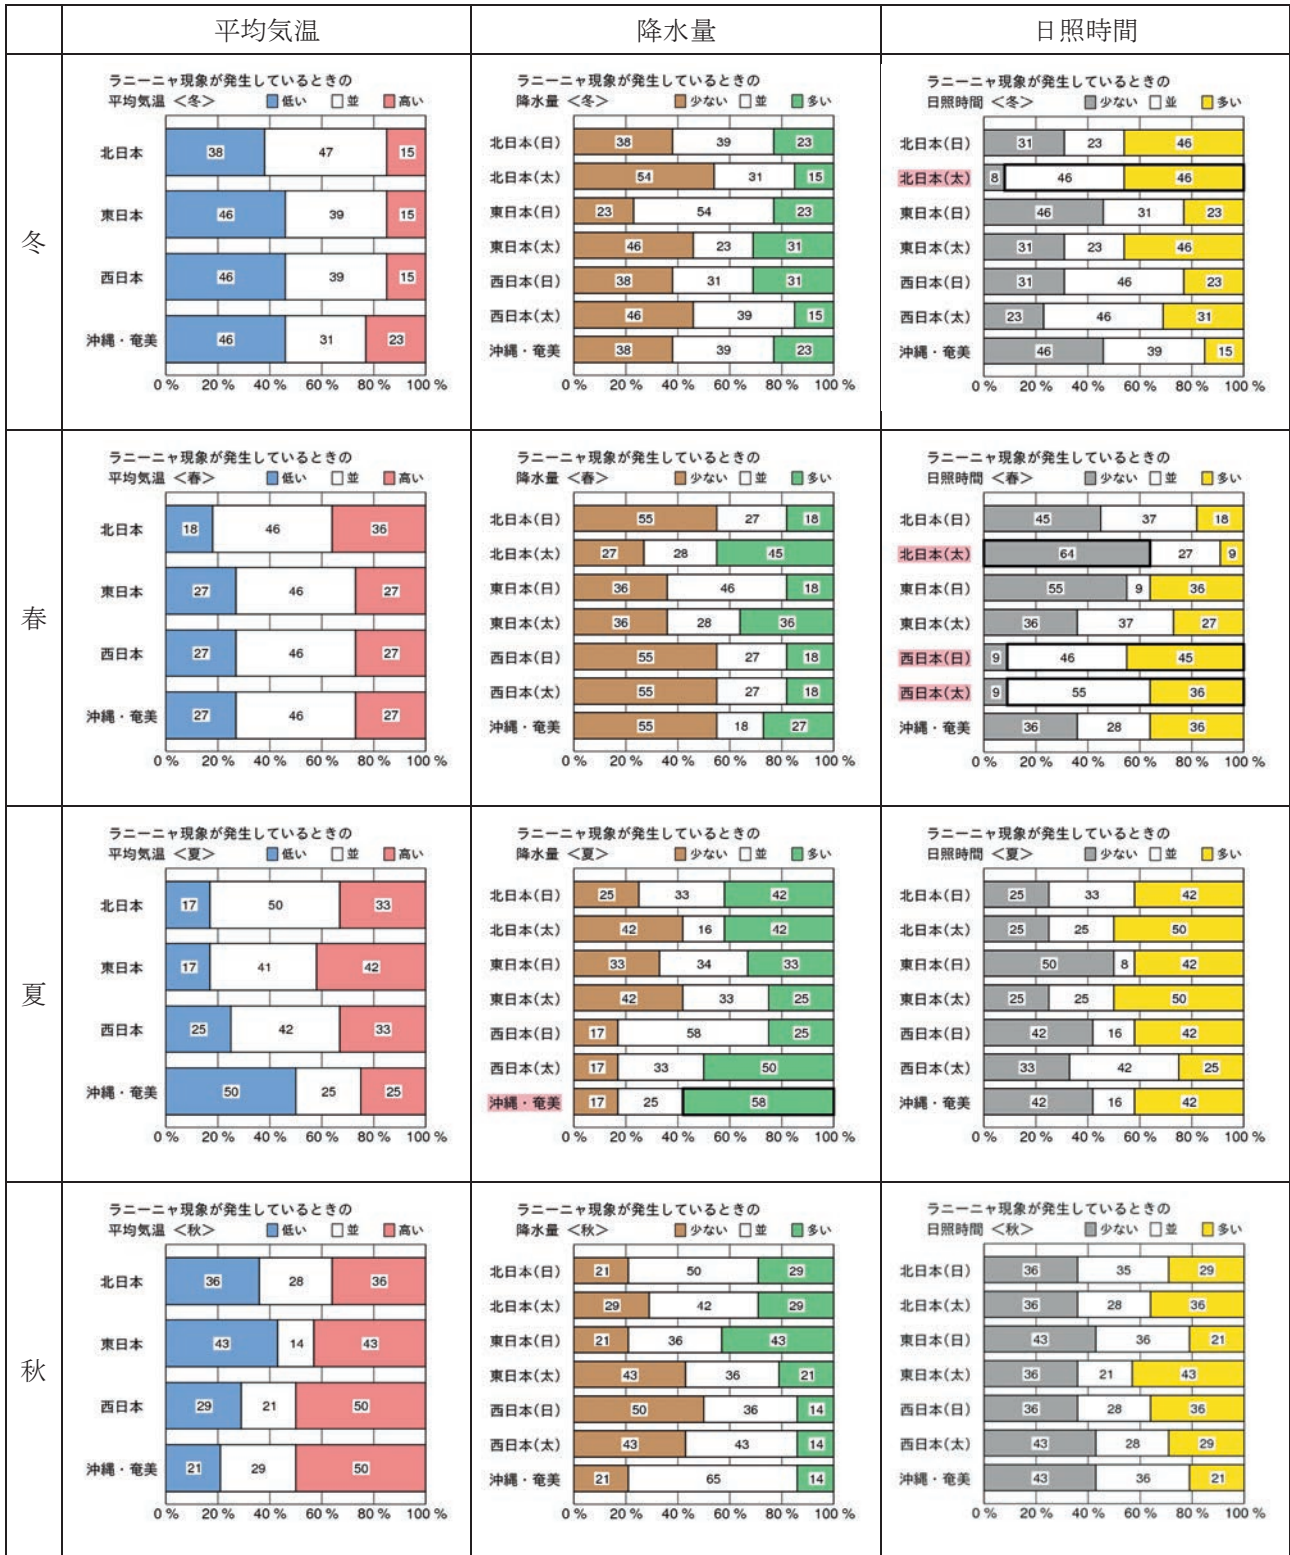 平均気温 降水量 日照時間
冬
ラニーニャ現象が発生しているときの
平均気温 <冬> 低い 並 高い
北日本 38 47 15
東日本 46 39 15
西日本 46 39 15
沖縄・奄美 46 31 23
0 % 20 % 40 % 60 % 80 % 100 %
ラニーニャ現象が発生しているときの
降水量 <冬> 少ない 並 多い
北日本(日) 38 39 23
北日本(太) 54 31 15
東日本(日) 23 54 23
東日本(太) 46 23 31
西日本(日) 38 31 31
西日本(太) 46 39 15
沖縄・奄美 38 39 23
0 % 20 % 40 % 60 % 80 % 100 %
ラニーニャ現象が発生しているときの
日照時間 <冬> 少ない 並 多い
北日本(日) 31 23 46
北日本(太) 8 46 46
東日本(日) 46 31 23
東日本(太) 31 23 46
西日本(日) 31 46 23
西日本(太) 23 46 31
沖縄・奄美 46 39 15
0 % 20 % 40 % 60 % 80 % 100 %
春
ラニーニャ現象が発生しているときの
平均気温 <春> 低い 並 高い
北日本 18 46 36
東日本 27 46 27
西日本 27 46 27
沖縄・奄美 27 46 27
0 % 20 % 40 % 60 % 80 % 100 %
ラニーニャ現象が発生しているときの
降水量 <春> 少ない 並 多い
北日本(日) 55 27 18
北日本(太) 27 28 45
東日本(日) 36 46 18
東日本(太) 36 28 36
西日本(日) 55 27 18
西日本(太) 55 27 18
沖縄・奄美 55 18 27
0 % 20 % 40 % 60 % 80 % 100 %
ラニーニャ現象が発生しているときの
日照時間 <春> 少ない 並 多い
北日本(日) 45 37 18
北日本(太) 64 27 9
東日本(日) 55 9 36
東日本(太) 36 37 27
西日本(日) 9 46 45
西日本(太) 9 55 36
沖縄・奄美 36 28 36
0 % 20 % 40 % 60 % 80 % 100 %
夏
ラニーニャ現象が発生しているときの
平均気温 <夏> 低い 並 高い
北日本 17 50 33
東日本 17 41 42
西日本 25 42 33
沖縄・奄美 50 25 25
0 % 20 % 40 % 60 % 80 % 100 %
ラニーニャ現象が発生しているときの
降水量 <夏> 少ない 並 多い
北日本(日) 25 33 42
北日本(太) 42 16 42
東日本(日) 33 34 33
東日本(太) 42 33 25
西日本(日) 17 58 25
西日本(太) 17 33 50
沖縄・奄美 17 25 58
0 % 20 % 40 % 60 % 80 % 100 %
ラニーニャ現象が発生しているときの
日照時間 <夏> 少ない 並 多い
北日本(日) 25 33 42
北日本(太) 25 25 50
東日本(日) 50 8 42
東日本(太) 25 25 50
西日本(日) 42 16 42
西日本(太) 33 42 25
沖縄・奄美 42 16 42
0 % 20 % 40 % 60 % 80 % 100 %
秋
ラニーニャ現象が発生しているときの
平均気温 <秋> 低い 並 高い
北日本 36 28 36
東日本 43 14 43
西日本 29 21 50
沖縄・奄美 21 29 50
0 % 20 % 40 % 60 % 80 % 100 %
ラニーニャ現象が発生しているときの
降水量 <秋> 少ない 並 多い
北日本(日) 21 50 29
北日本(太) 29 42 29
東日本(日) 21 36 43
東日本(太) 43 36 21
西日本(日) 50 36 14
西日本(太) 43 43 14
沖縄・奄美 21 65 14
0 % 20 % 40 % 60 % 80 % 100 %
ラニーニャ現象が発生しているときの
日照時間 <秋> 少ない 並 多い
北日本(日) 36 35 29
北日本(太) 36 28 36
東日本(日) 43 36 21
東日本(太) 36 21 43
西日本(日) 36 28 36
西日本(太) 43 28 29
沖縄・奄美 43 36 21
0 % 20 % 40 % 60 % 80 % 100 %